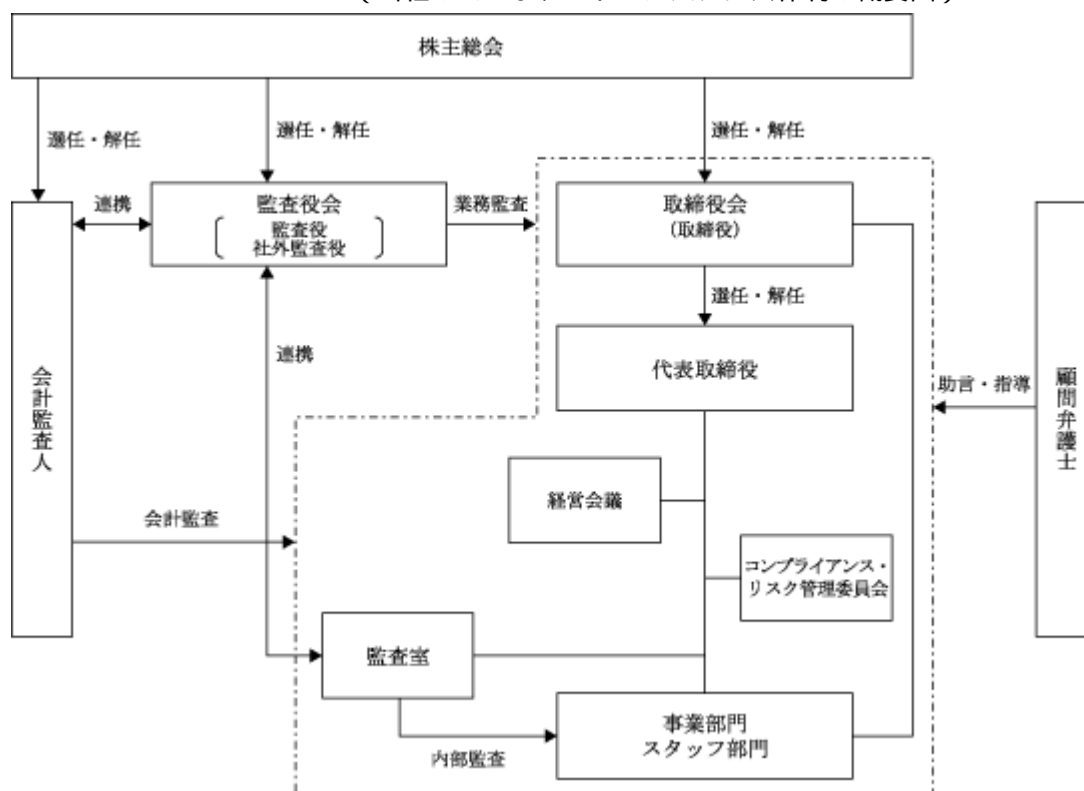 株主総会
選任・解任
選任・解任
選任・解任
連携
監査役会
監査役
社外監査役
業務監査
取締役会
(取締役)
選任・解任
連携
代表取締役
会計監査人
助言・指導
顧問弁護士
経営会議
会計監査
コンプライアンス・
リスク管理委員会
監査室
事業部門
スタッフ部門
内部監査